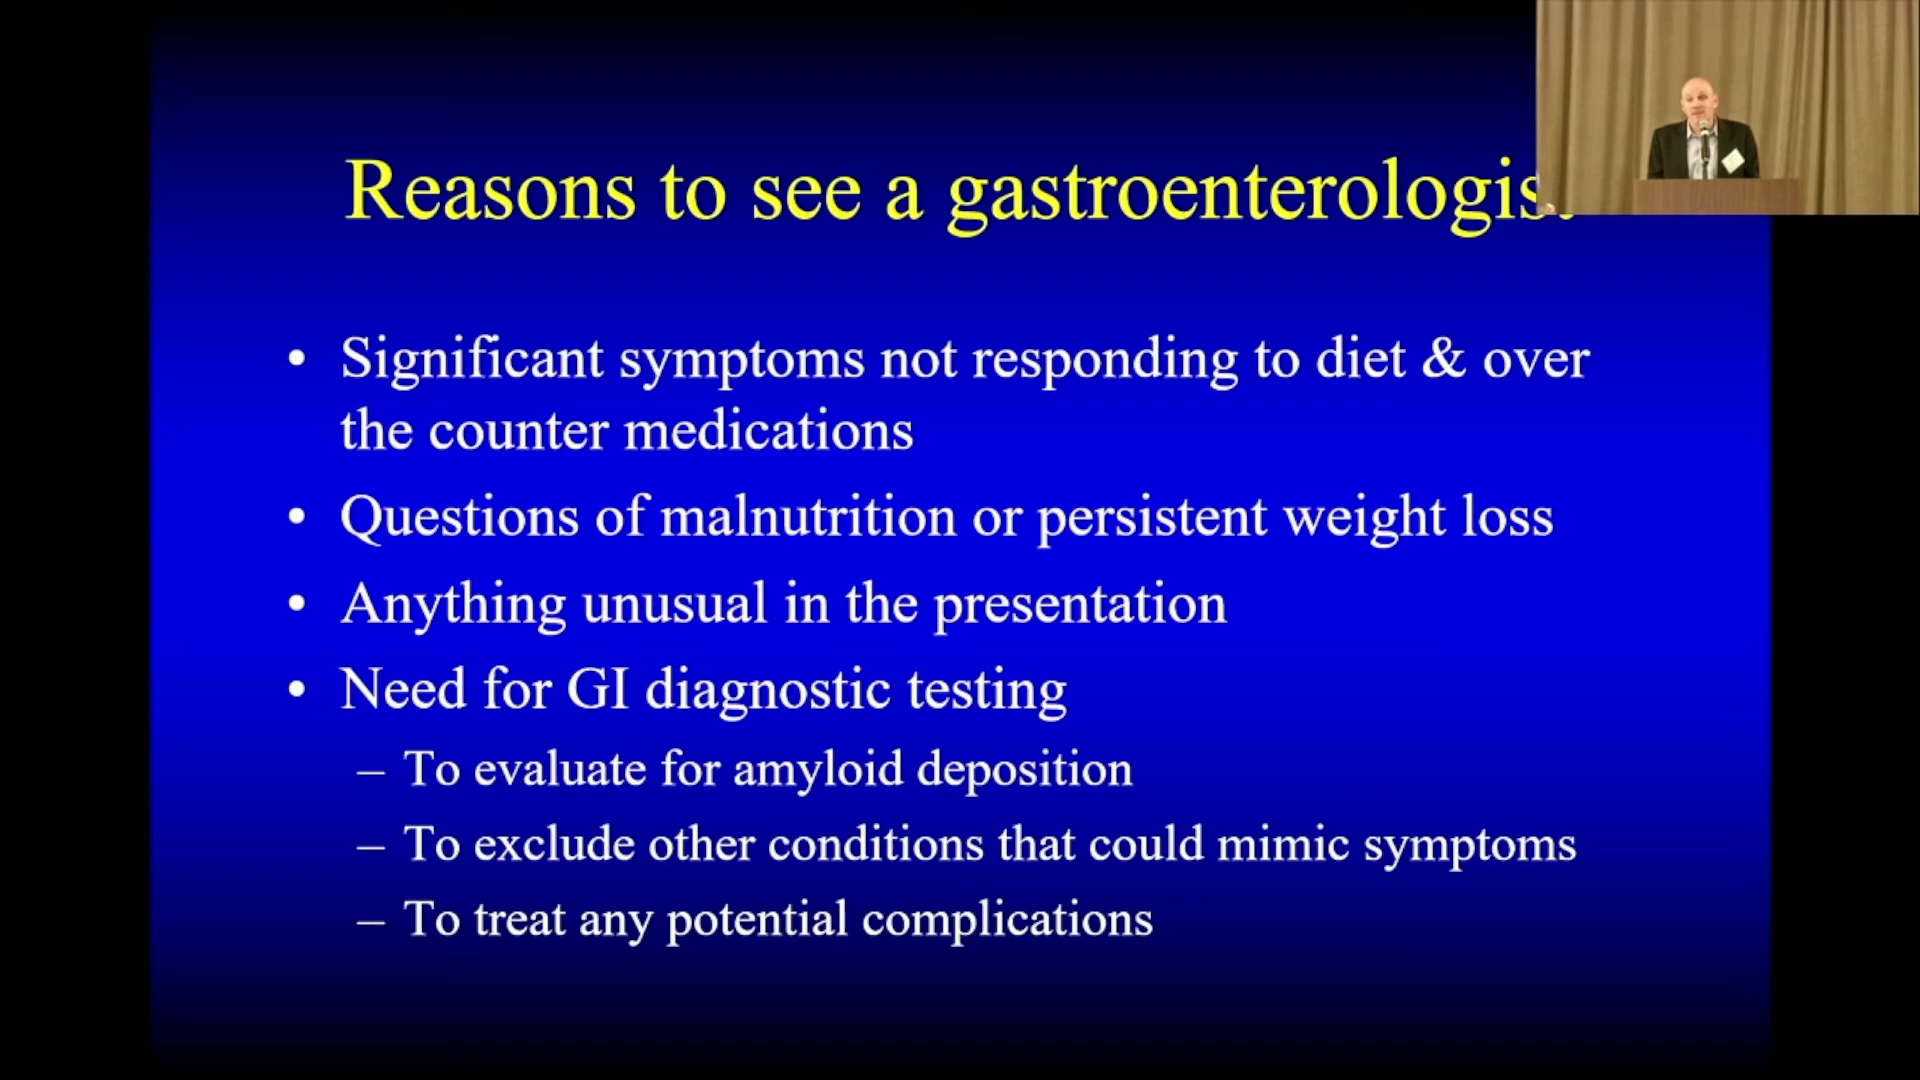 Reasons to see a gastroenterologis
• Significant symptoms not responding to diet & over
the counter medications
• Questions of malnutrition or persistent weight loss
• Anything unusual in the presentation
• Need for GI diagnostic testing
– To evaluate for amyloid deposition
– To exclude other conditions that could mimic symptoms
– To treat any potential complications